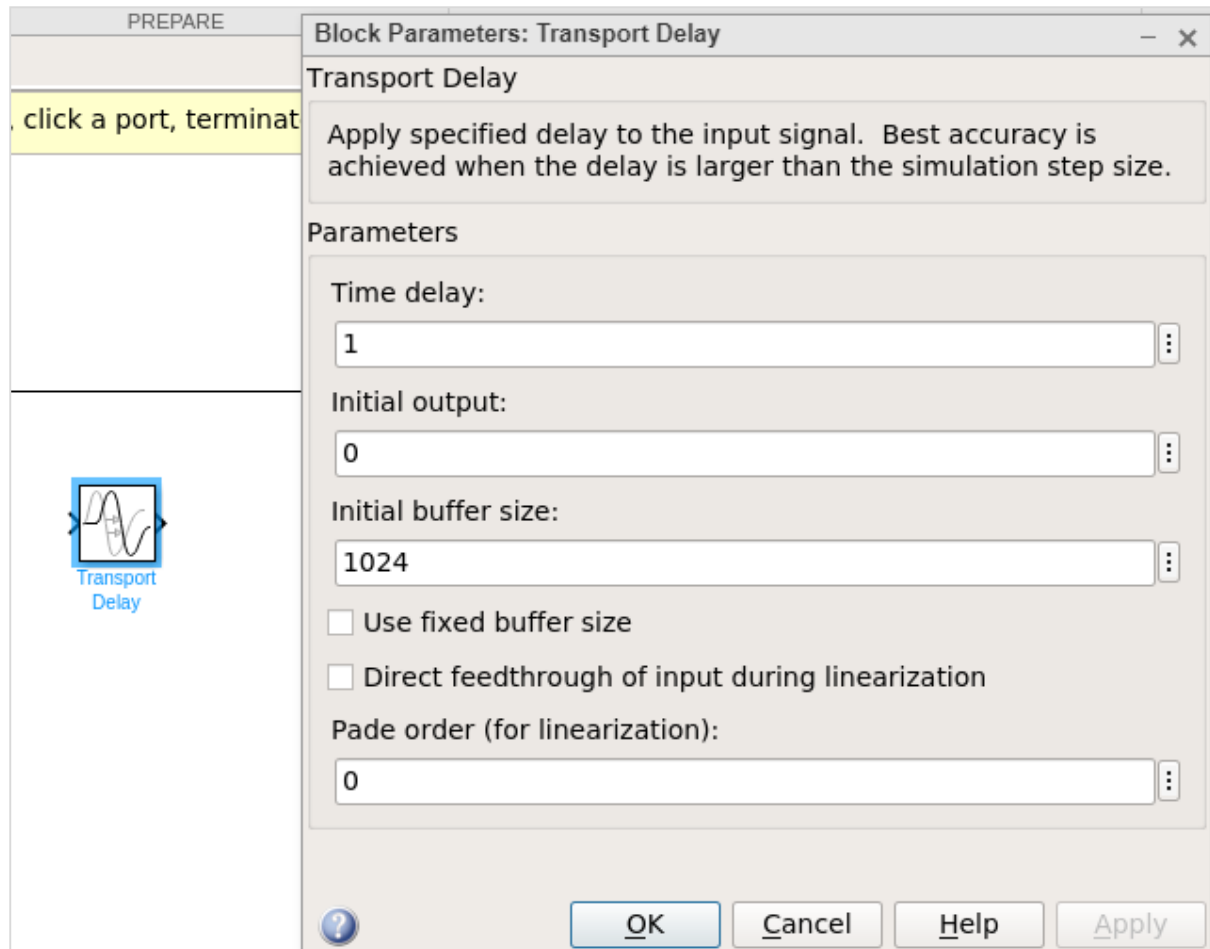 PREPARE
Block Parameters: Transport Delay
Transport Delay
, click a port, terminat
Apply specified delay to the input signal. Best accuracy is
achieved when the delay is larger than the simulation step size.
Parameters
Time delay:
1
Initial output:
0
Initial buffer size:
1024
Use fixed buffer size
Direct feedthrough of input during linearization
Pade order (for linearization):
0
Transport
Delay
OK
Cancel
Help
Apply